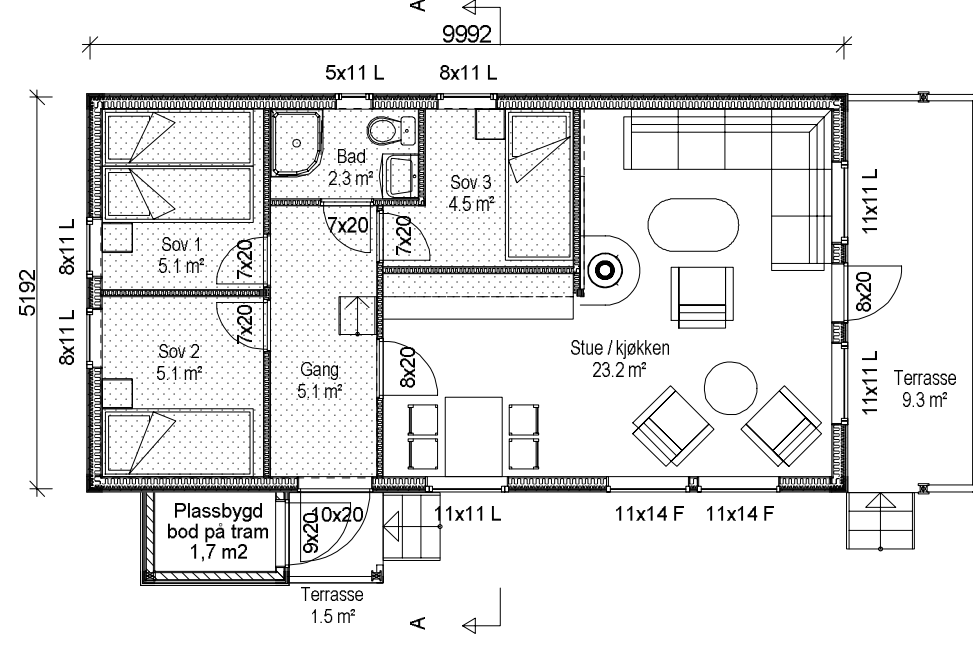 A
9992
5x11 L
8x11 L
Bad
2.3 m²
Sov 3
4.5 m²
11x11 L
7x20
7x20
8x11 L
Sov 1
5.1 m²
7x20
5192
8x20
8x11 L
7x20
Sov 2
5.1 m²
Gang
5.1 m²
8x20
Stue / kjøkken
23.2 m²
11x11 L
Terrasse
9.3 m²
Plassbygd
bod på tram
1,7 m2
9x20
10x20
11x11 L
11x14 F
11x14 F
Terrasse
1.5 m²
A